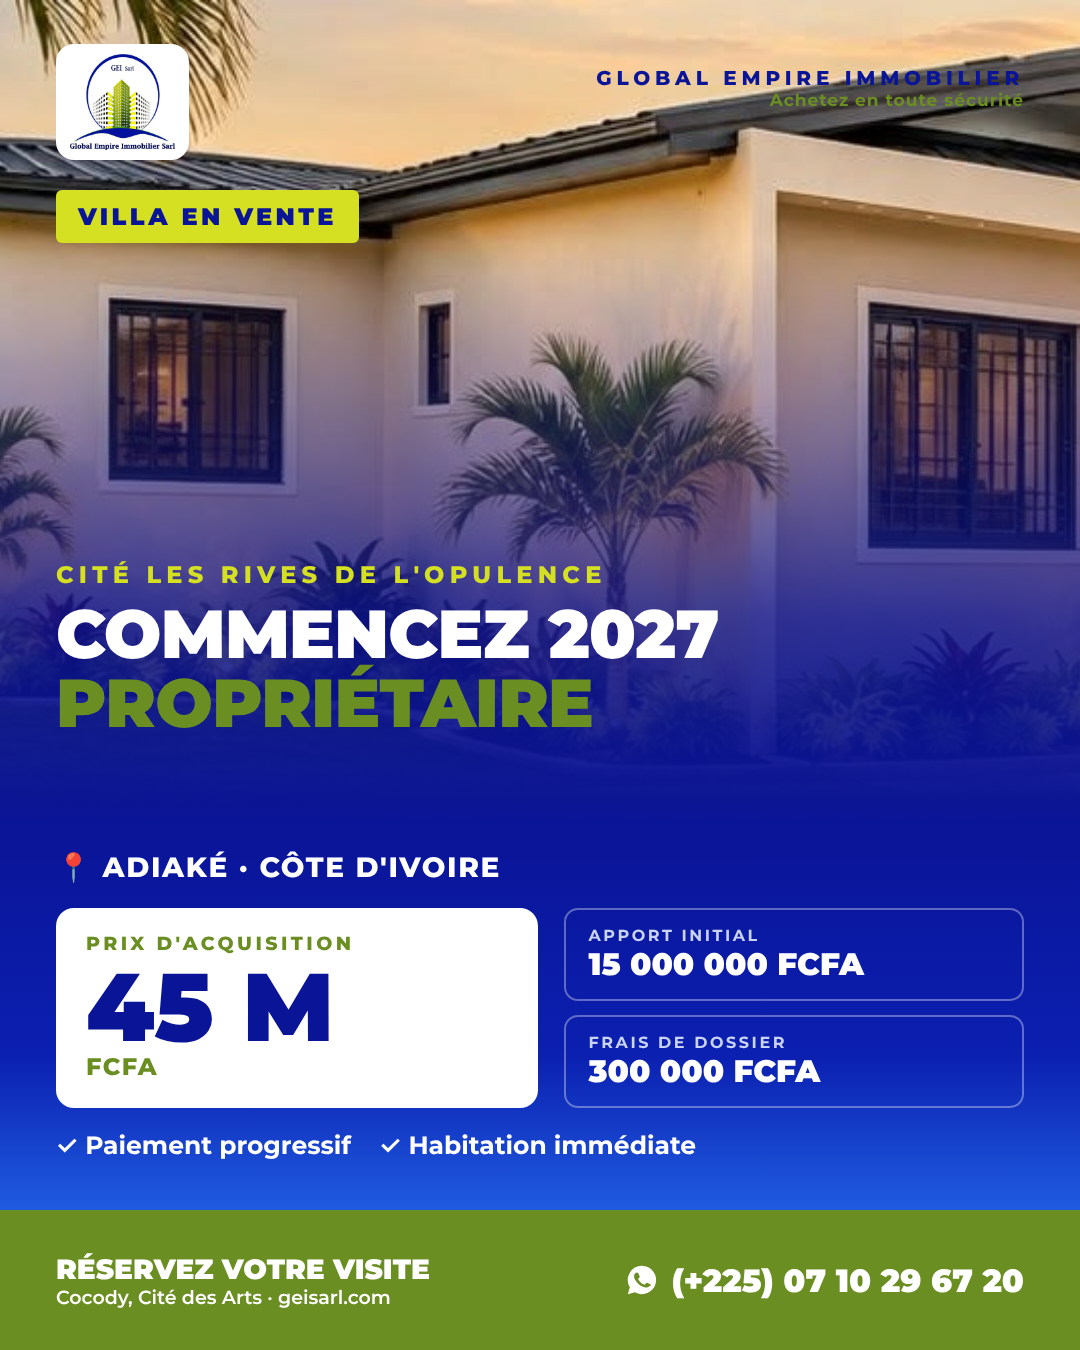 GEI Sarl
Global Empire Immobilier Sarl
GLOBAL EMPIRE IMMOBILIER
Achetez en toute sécurité
VILLA EN VENTE
CITÉ LES RIVES DE L'OPULENCE
COMMENCEZ 2027
PROPRIÉTAIRE
📍 ADIAKÉ · CÔTE D'IVOIRE
PRIX D'ACQUISITION
45 M
FCFA
APPORT INITIAL
15 000 000 FCFA
FRAIS DE DOSSIER
300 000 FCFA
✓ Paiement progressif ✓ Habitation immédiate
RÉSERVEZ VOTRE VISITE
Cocody, Cité des Arts · geisarl.com
(+225) 07 10 29 67 20